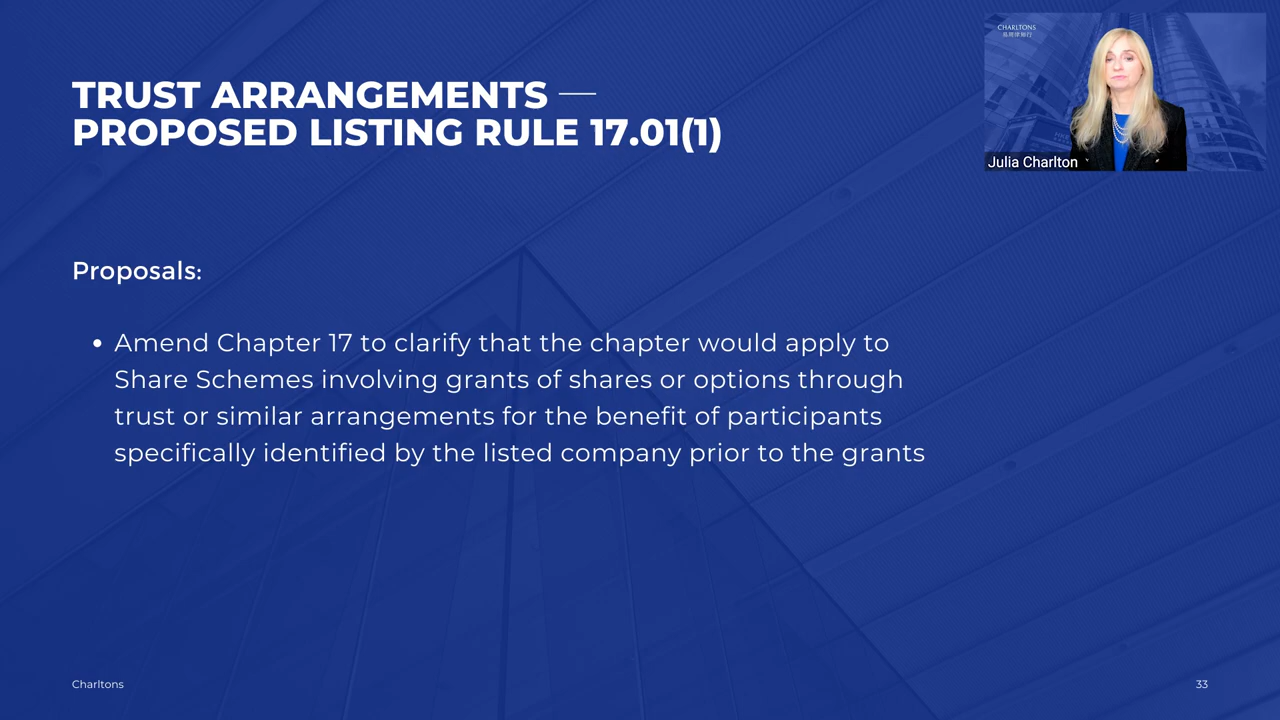 CHARLTONS
TRUST ARRANGEMENTS —
PROPOSED LISTING RULE 17.01(1)
Julia Charlton
Proposals:
• Amend Chapter 17 to clarify that the chapter would apply to
Share Schemes involving grants of shares or options through
trust or similar arrangements for the benefit of participants
specifically identified by the listed company prior to the grants
Charltons
33